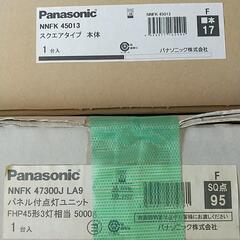 Panasonic
NNFK 45013
NNFK 45013
スクエアタイプ 本体
1 台入
パナソニック株式会社
F
本
17
Panasonic
NNFK 47300J LA9
パネル付点灯ユニット
FHP45形3灯相当 5000
1 台入
パナソニック株式会社
F
SQ点
95